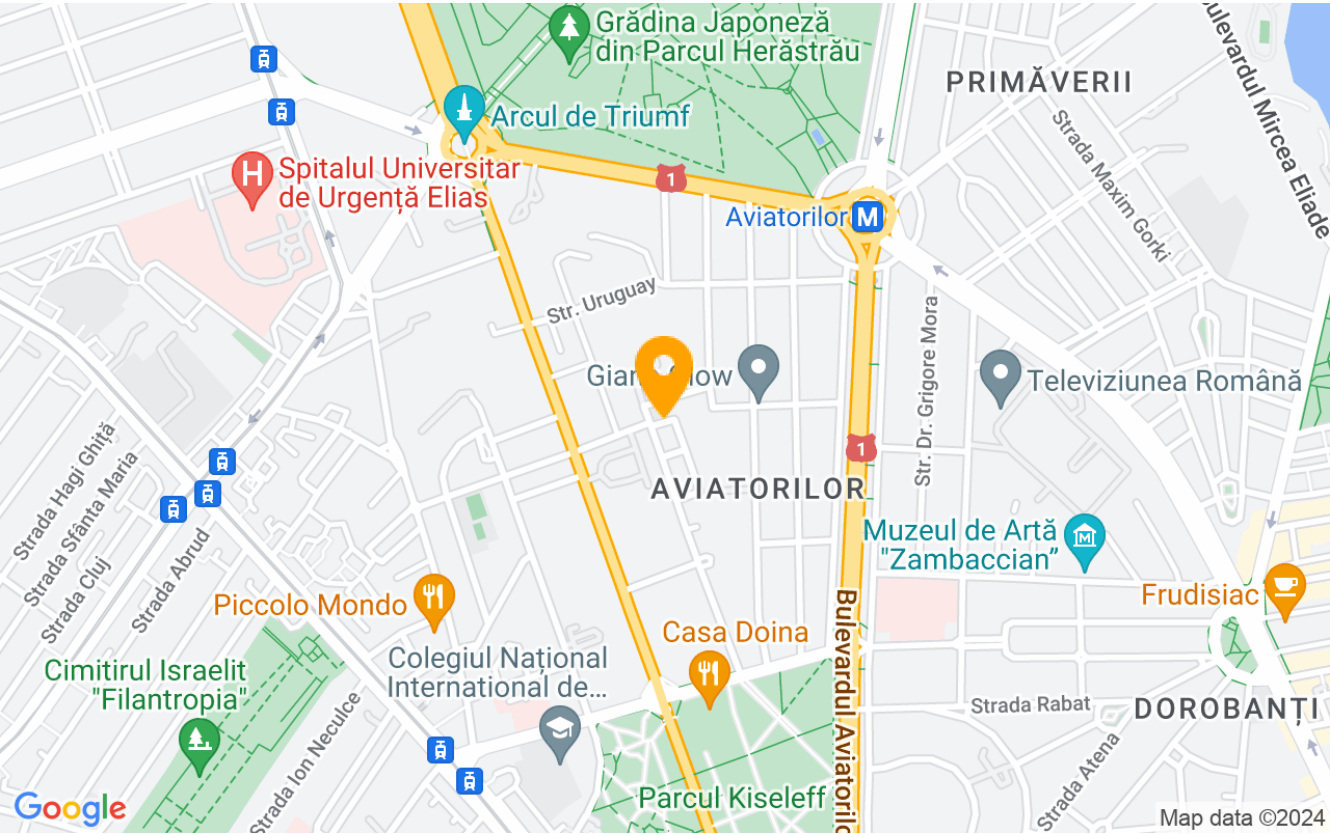 Grădina Japoneză
din Parcul Herăstrău
Bulevardul Mircea Eliade
PRIMĂVERII
Arcul de Triumf
Strada Maxim Gorki
H
Spitalul Universitar
de Urgență Elias
1
Aviatorilor
M
Str. Uruguay
Str. Dr. Grigore Mora
Televiziunea Română
1
Strada Hagi Ghiță
Strada Sfânta Maria
Strada Cluj
Strada Abrud
AVIATORILOR
Muzeul de Artă
"Zambaccian”
Piccolo Mondo
Frudisiac
Casa Doina
Bulevardul Aviatorilor
Colegiul Național
International de...
Cimitirul Israelit
"Filantropia"
Strada Ion Neculce
Strada Rabat
DOROBANȚI
Strada Atena
Parcul Kiseleff
Google
Map data ©2024